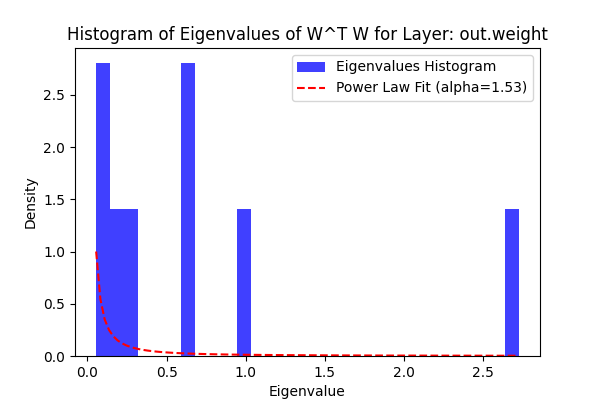 Histogram of Eigenvalues of W^T W for Layer: out.weight
Eigenvalues Histogram
Power Law Fit (alpha=1.53)
Density
2.5
2.0
1.5
1.0
0.5
0.0
0.0 0.5 1.0 1.5 2.0 2.5
Eigenvalue